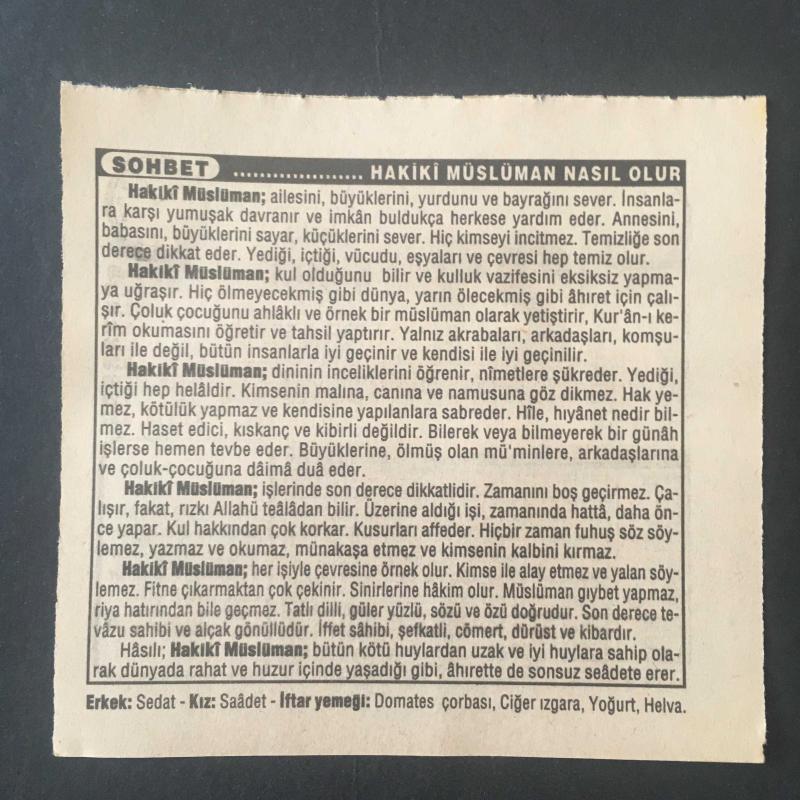 SOHBET ................... HAKİKİ MÜSLÜMAN NASIL OLUR
Hakikî Müslüman; ailesini, büyüklerini, yurdunu ve bayrağını sever. İnsanla-
ra karşı yumuşak davranır ve imkân buldukça herkese yardım eder. Annesini,
babasını, büyüklerini sayar, küçüklerini sever. Hiç kimseyi incitmez. Temizliğe son
derece dikkat eder. Yediği, içtiği, vücudu, eşyaları ve çevresi hep temiz olur.
Hakikî Müslüman; kul olduğunu bilir ve kulluk vazifesini eksiksiz yapma-
ya uğraşır. Hiç ölmeyecekmiş gibi dünya, yarın ölecekmiş gibi âhıret için çalı-
şır. Çoluk çocuğunu ahlâklı ve örnek bir müslüman olarak yetiştirir, Kur'ân-ı ke-
rîm okumasını öğretir ve tahsil yaptırır. Yalnız akrabaları, arkadaşları, komşu-
ları ile değil, bütün insanlarla iyi geçinir ve kendisi ile iyi geçinilir.
Hakikî Müslüman; dininin inceliklerini öğrenir, nîmetlere şükreder. Yediği,
içtiği hep helâldir. Kimsenin malına, canına ve namusuna göz dikmez. Hak ye-
mez, kötülük yapmaz ve kendisine yapılanlara sabreder. Hîle, hıyânet nedir bil-
mez. Haset edici, kıskanç ve kibirli değildir. Bilerek veya bilmeyerek bir günâh
işlerse hemen tevbe eder. Büyüklerine, ölmüş olan mü'minlere, arkadaşlarına
ve çoluk-çocuğuna dâimâ duâ eder.
Hakikî Müslüman; işlerinde son derece dikkatlidir. Zamanını boş geçirmez. Ça-
lışır, fakat, rızkı Allahü teâlâdan bilir. Üzerine aldığı işi, zamanında hattâ, daha ön-
ce yapar. Kul hakkından çok korkar. Kusurları affeder. Hiçbir zaman fuhuş söz söy-
lemez, yazmaz ve okumaz, münakaşa etmez ve kimsenin kalbini kırmaz.
Hakikî Müslüman; her işiyle çevresine örnek olur. Kimse ile alay etmez ve yalan söy-
lemez. Fitne çıkarmaktan çok çekinir. Sinirlerine hâkim olur. Müslüman gıybet yapmaz,
riya hatırından bile geçmez. Tatlı dilli, güler yüzlü, sözü ve özü doğrudur. Son derece te-
vâzu sahibi ve alçak gönüllüdür. İffet sâhibi, şefkatli, cömert, dürüst ve kibardır.
Hâsılı; Hakikî Müslüman; bütün kötü huylardan uzak ve iyi huylara sahip ola-
rak dünyada rahat ve huzur içinde yaşadığı gibi, âhırette de sonsuz seâdete erer.
Erkek: Sedat - Kız: Saâdet - İftar yemeği: Domates çorbası, Ciğer ızgara, Yoğurt, Helva.